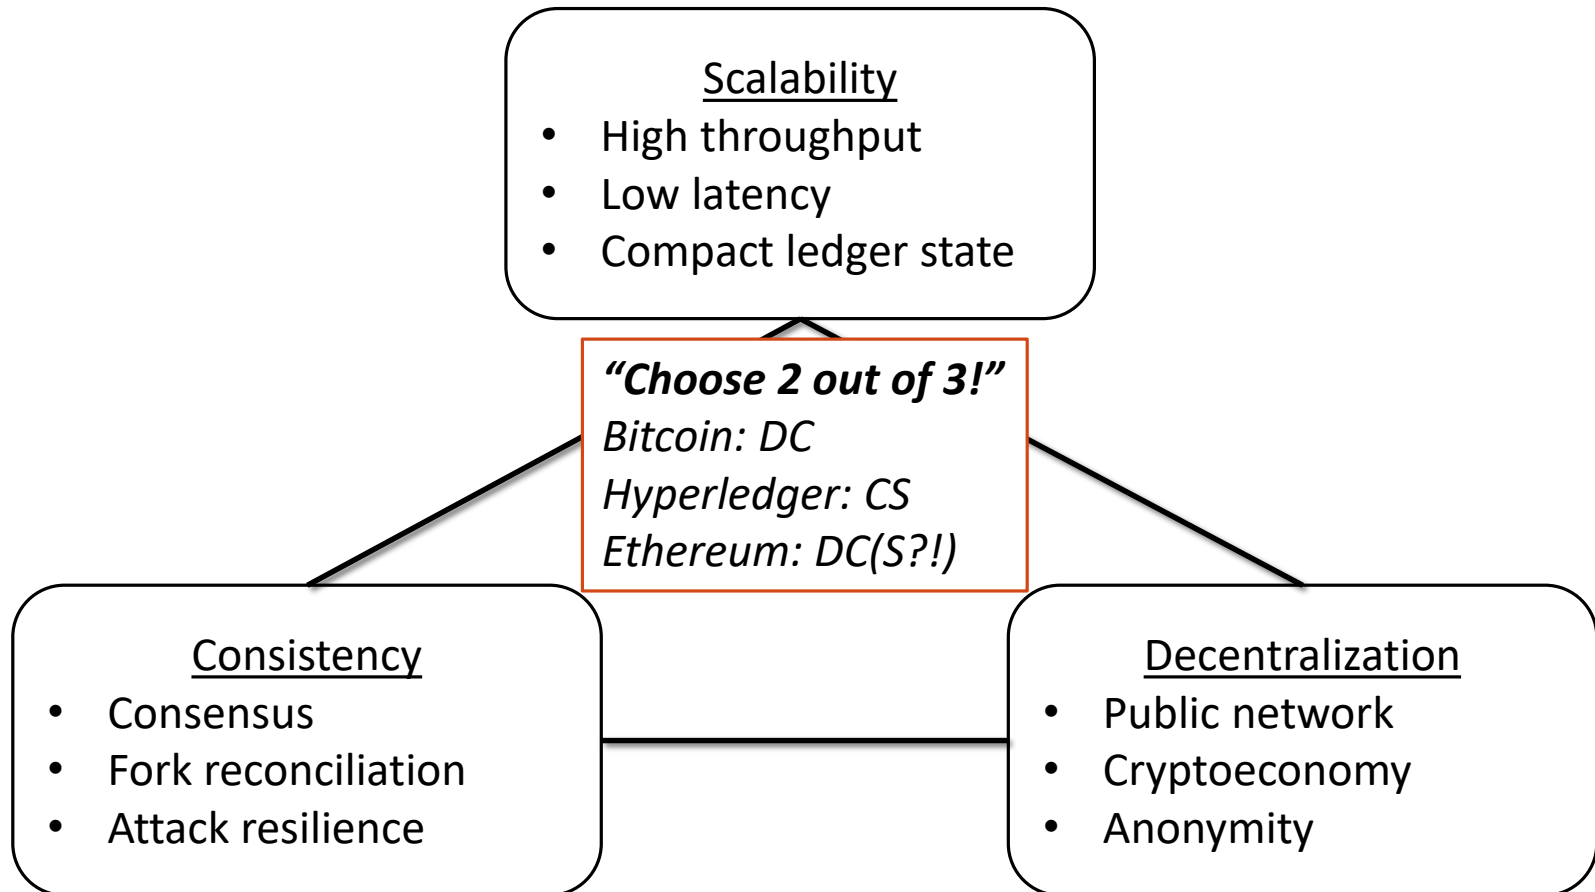 Scalability
• High throughput
• Low latency
• Compact ledger state
“Choose 2 out of 3!”
Bitcoin: DC
Hyperledger: CS
Ethereum: DC(S?!)
Consistency
• Consensus
• Fork reconciliation
• Attack resilience
Decentralization
• Public network
• Cryptoeconomy
• Anonymity